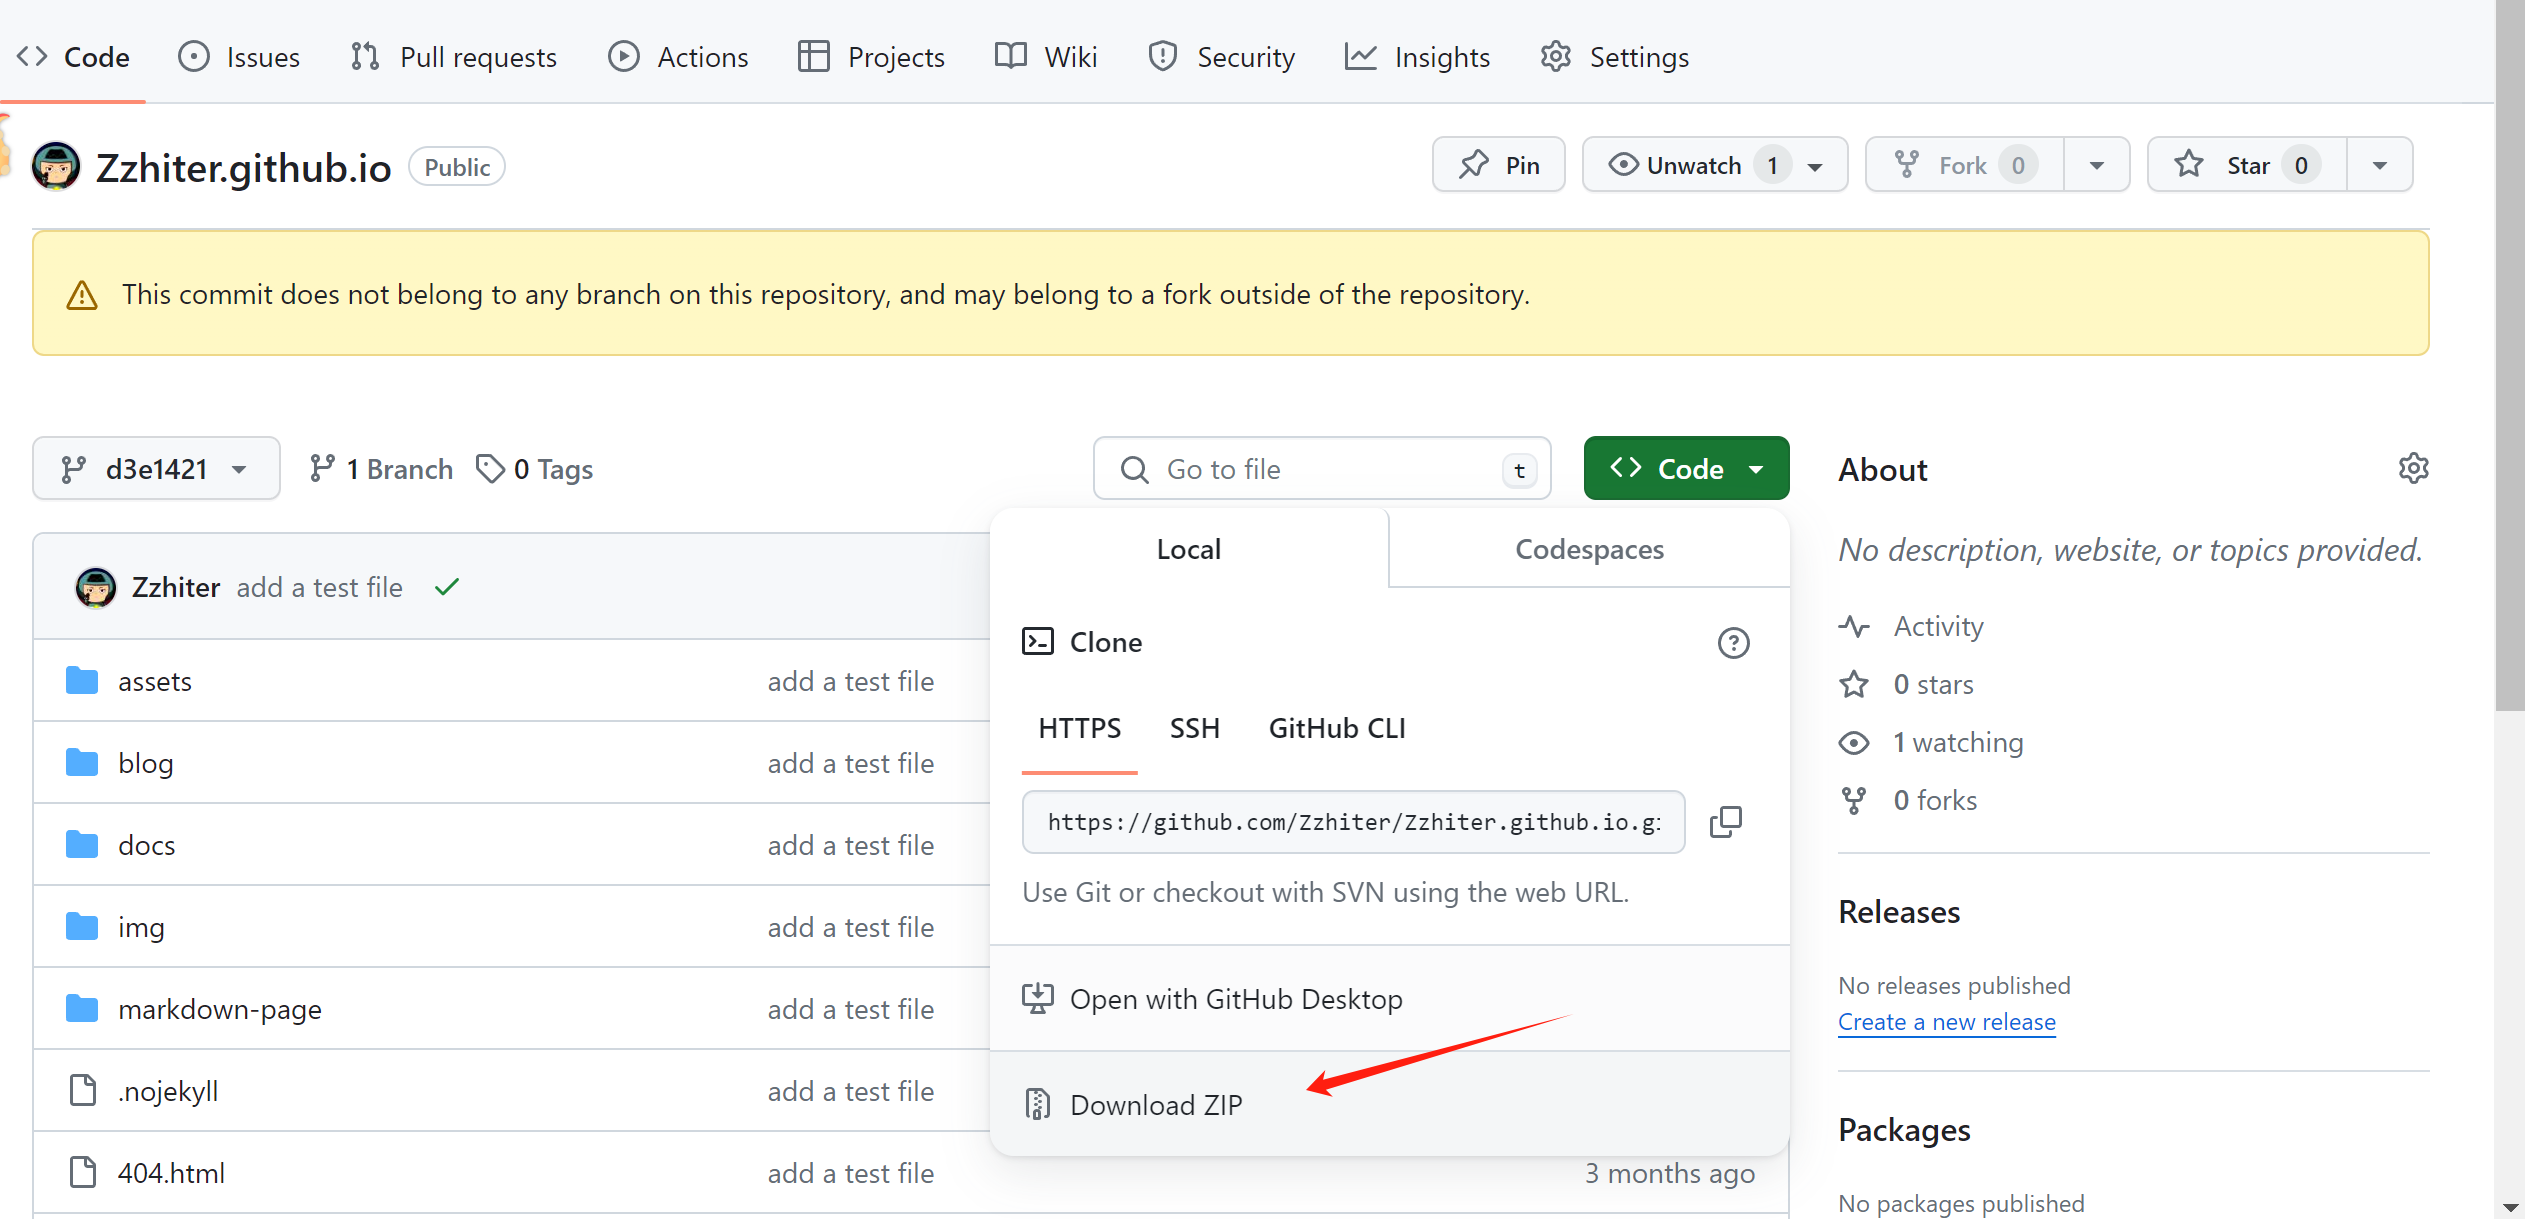 Code Issues Pull requests Actions Projects Wiki Security Insights Settings
Zzhiter.github.io Public Pin Unwatch 1 Fork 0 Star 0
This commit does not belong to any branch on this repository, and may belong to a fork outside of the repository.
d3e1421 1 Branch 0 Tags Go to file t Code
Zzhiter add a test file
assets add a test file
blog add a test file
docs add a test file
img add a test file
markdown-page add a test file
.nojekyll add a test file
404.html add a test file 3 months ago
Local Codespaces
Clone
HTTPS SSH GitHub CLI
https://github.com/Zzhiter/Zzhiter.github.io.gi
Use Git or checkout with SVN using the web URL.
Open with GitHub Desktop
Download ZIP
About
No description, website, or topics provided.
Activity
0 stars
1 watching
0 forks
Releases
No releases published
Create a new release
Packages
No packages published